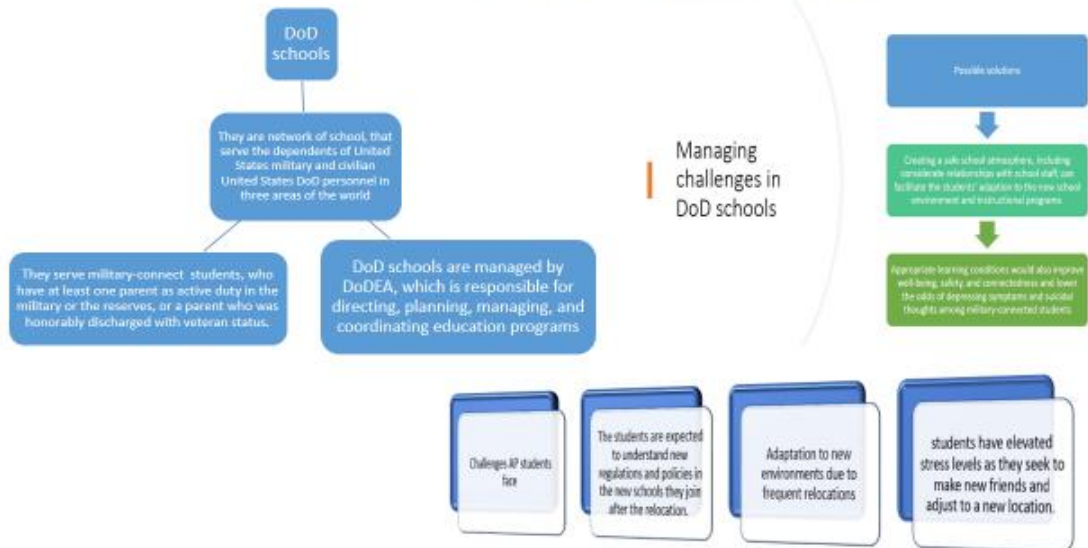 DoD
schools
They are network of school, that
serve the dependents of United
States military and civilian
United States DoD personnel in
three areas of the world
They serve military-connect students, who
have at least one parent as active duty in the
military or the reserves, or a parent who was
honorably discharged with veteran status.
DoD schools are managed by
DoDEA, which is responsible for
directing, planning, managing, and
coordinating education programs
Managing
challenges in
DoD schools
Possible solutions
Creating a safe school atmosphere, including
considerate relationships with school staff, can
facilitate the students' adaption to the new school
environment and instructional programs
Appropriate learning conditions would also improve
well-being, safety, and connectedness and lower
the odds of depressing symptoms and suicidal
thoughts among military-connected students
Challenges AP students
face
The students are expected
to understand new
regulations and policies in
the new schools they join
after the relocation.
Adaptation to new
environments due to
frequent relocations
students have elevated
stress levels as they seek to
make new friends and
adjust to a new location.